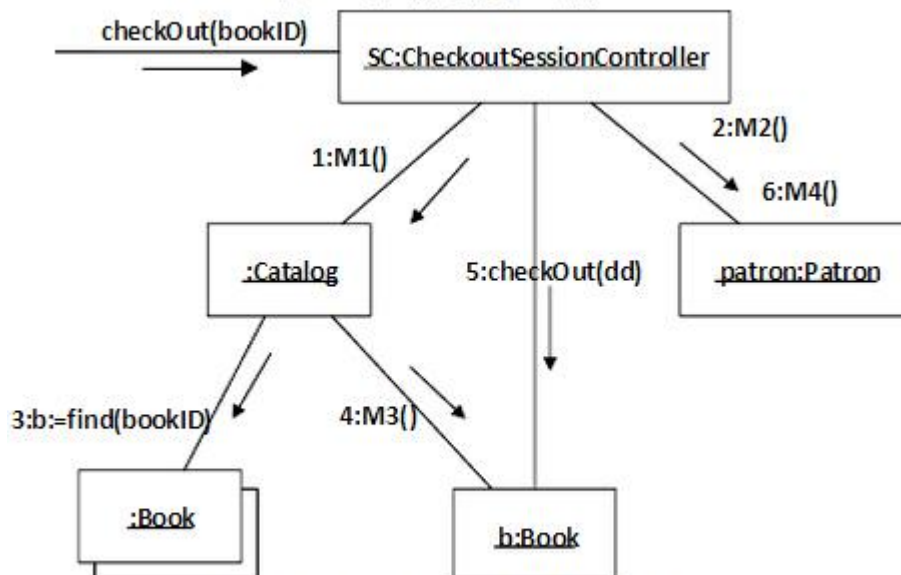 checkOut(bookID)
SC:CheckoutSessionController
2:M2()
1:M1()
6:M4()
:Catalog
5:checkOut(dd)
patron:Patron
3:b:=find(bookID)
4:M3()
:Book
b:Book